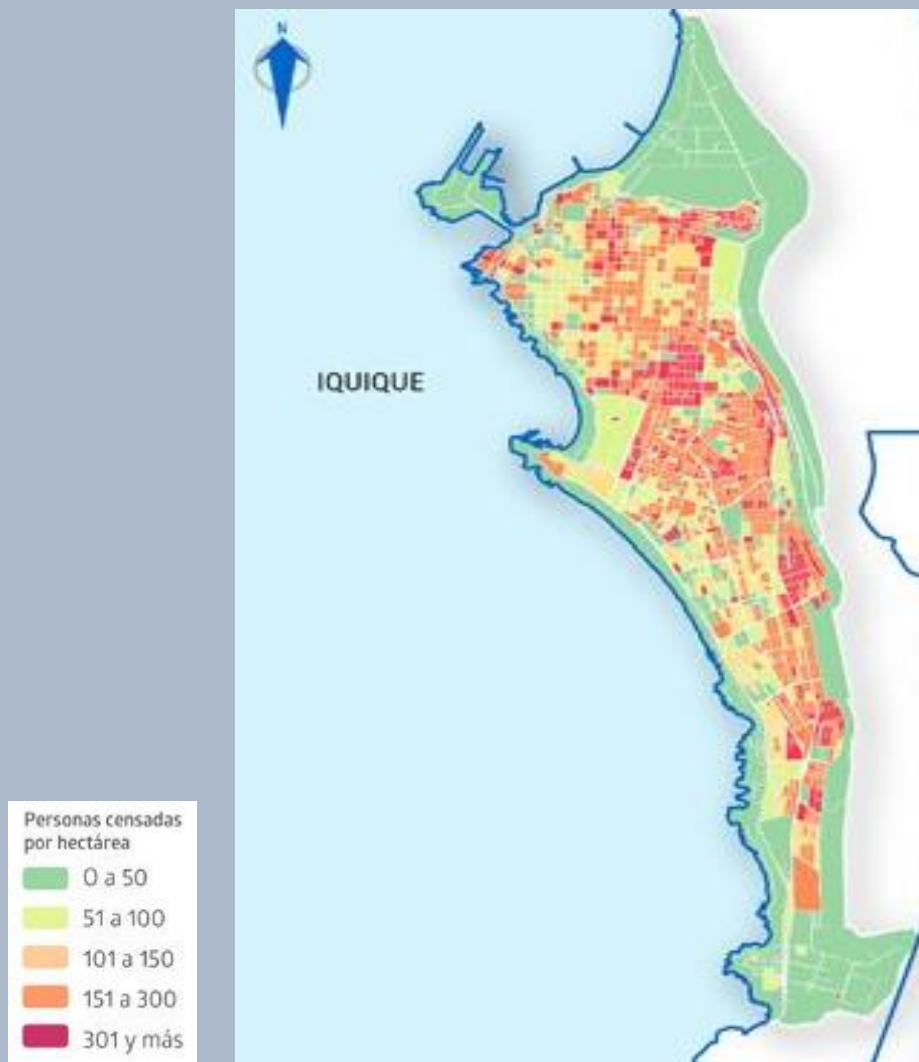 N
IQUIQUE
Personas censadas
por hectárea
0 a 50
51 a 100
101 a 150
151 a 300
301 y más